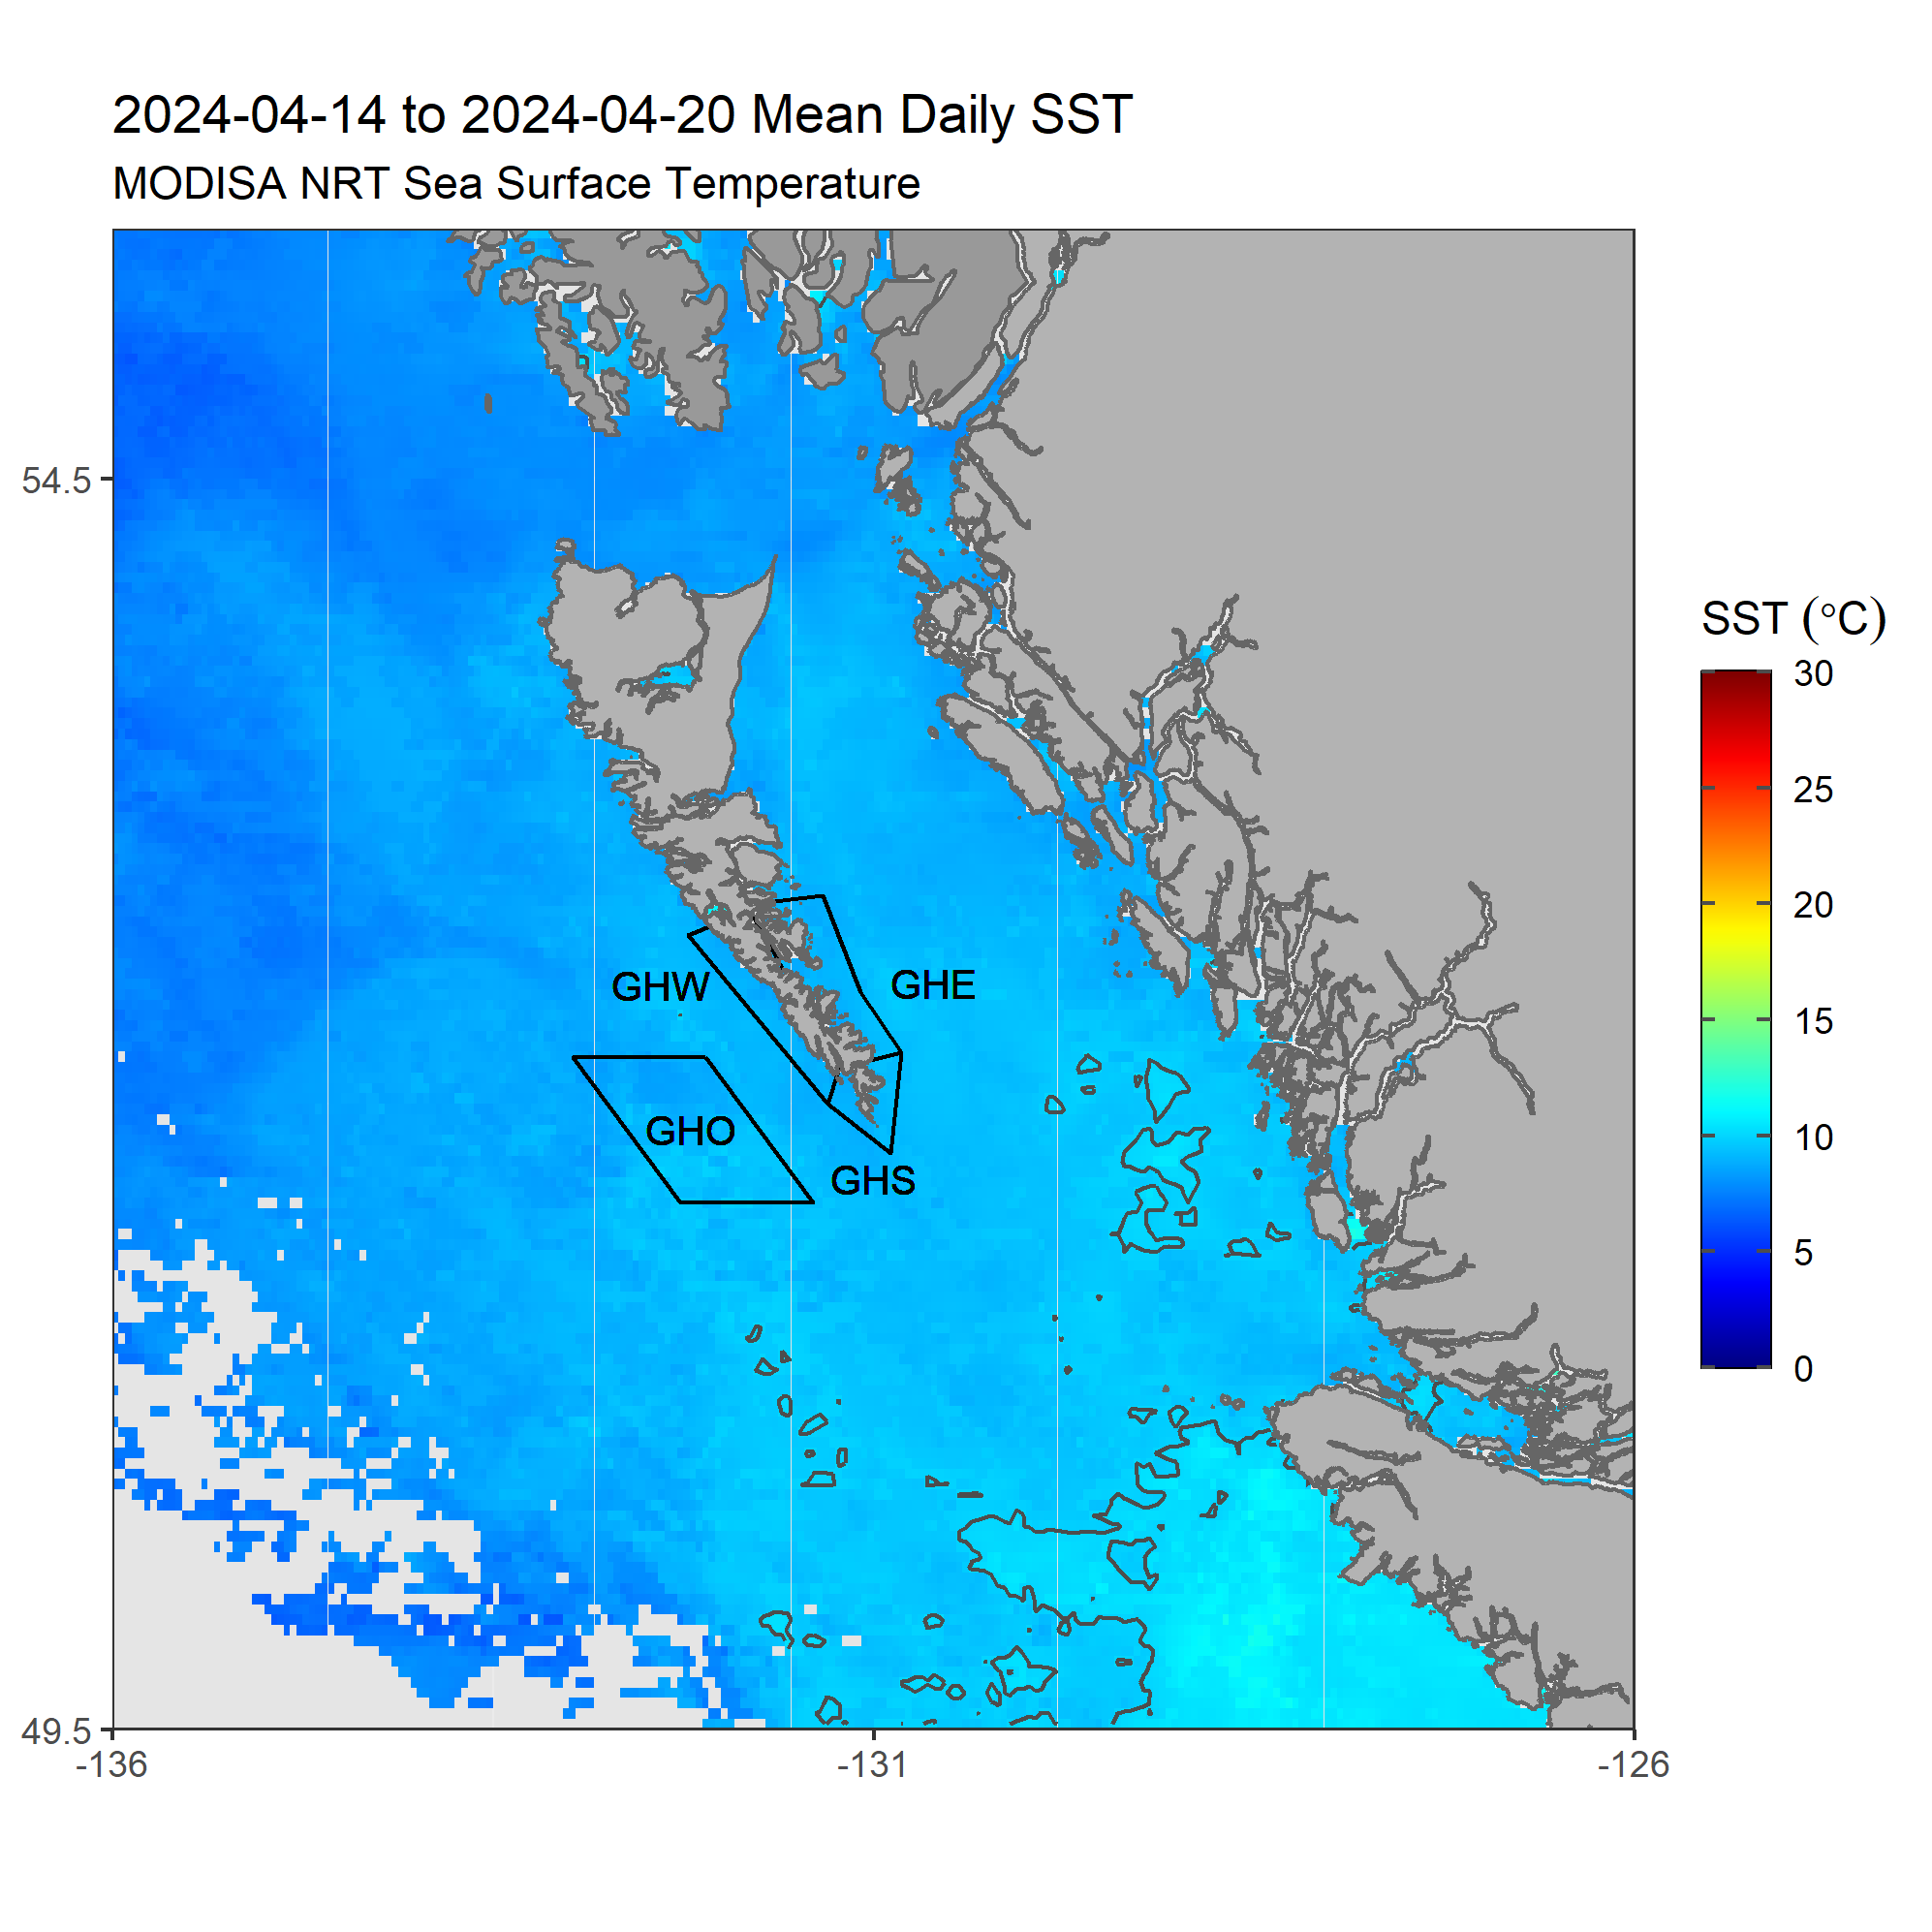 2024-04-14 to 2024-04-20 Mean Daily SST
MODISA NRT Sea Surface Temperature
54.5
49.5
-136
-131
-126
GHW
GHE
GHO
GHS
SST (°C)
30
25
20
15
10
5
0